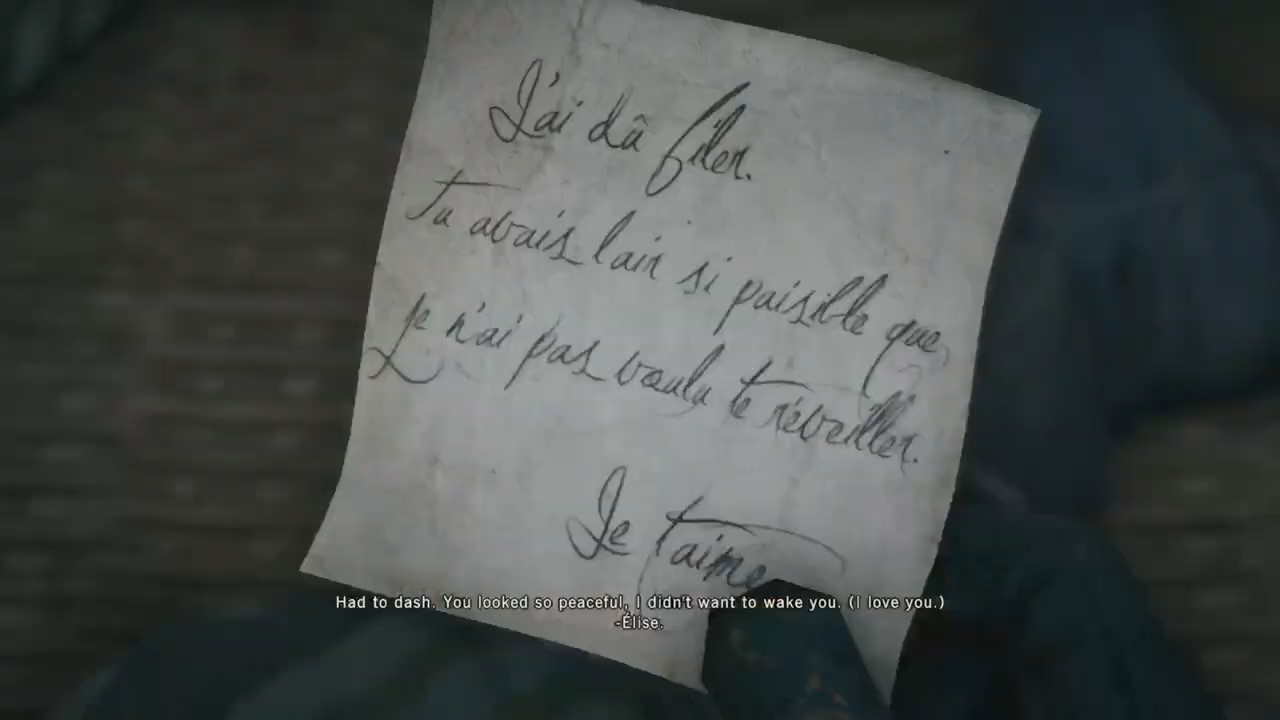 J'ai dû filer.
Tu avais l'air si paisible que
je n'ai pas voulu te réveiller.
Je t'aime
Had to dash. You looked so peaceful, I didn't want to wake you. (I love you.)
-Élise.